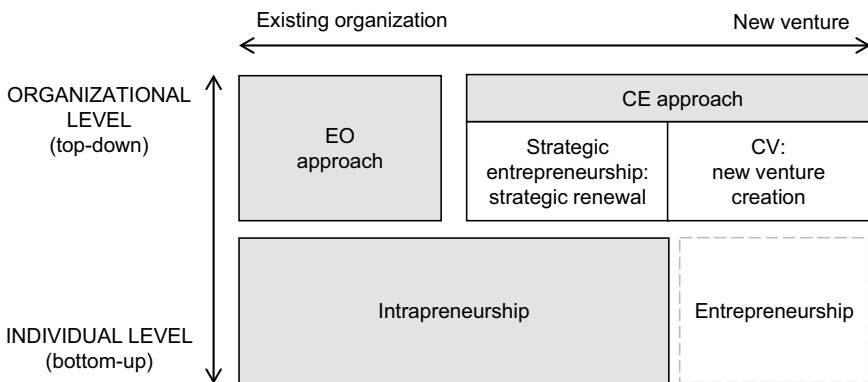 Existing organization
New venture
ORGANIZATIONAL
LEVEL
(top-down)
EO
approach
CE approach
Strategic
entrepreneurship:
strategic renewal
CV:
new venture
creation
INDIVIDUAL LEVEL
(bottom-up)
Intrapreneurship
Entrepreneurship